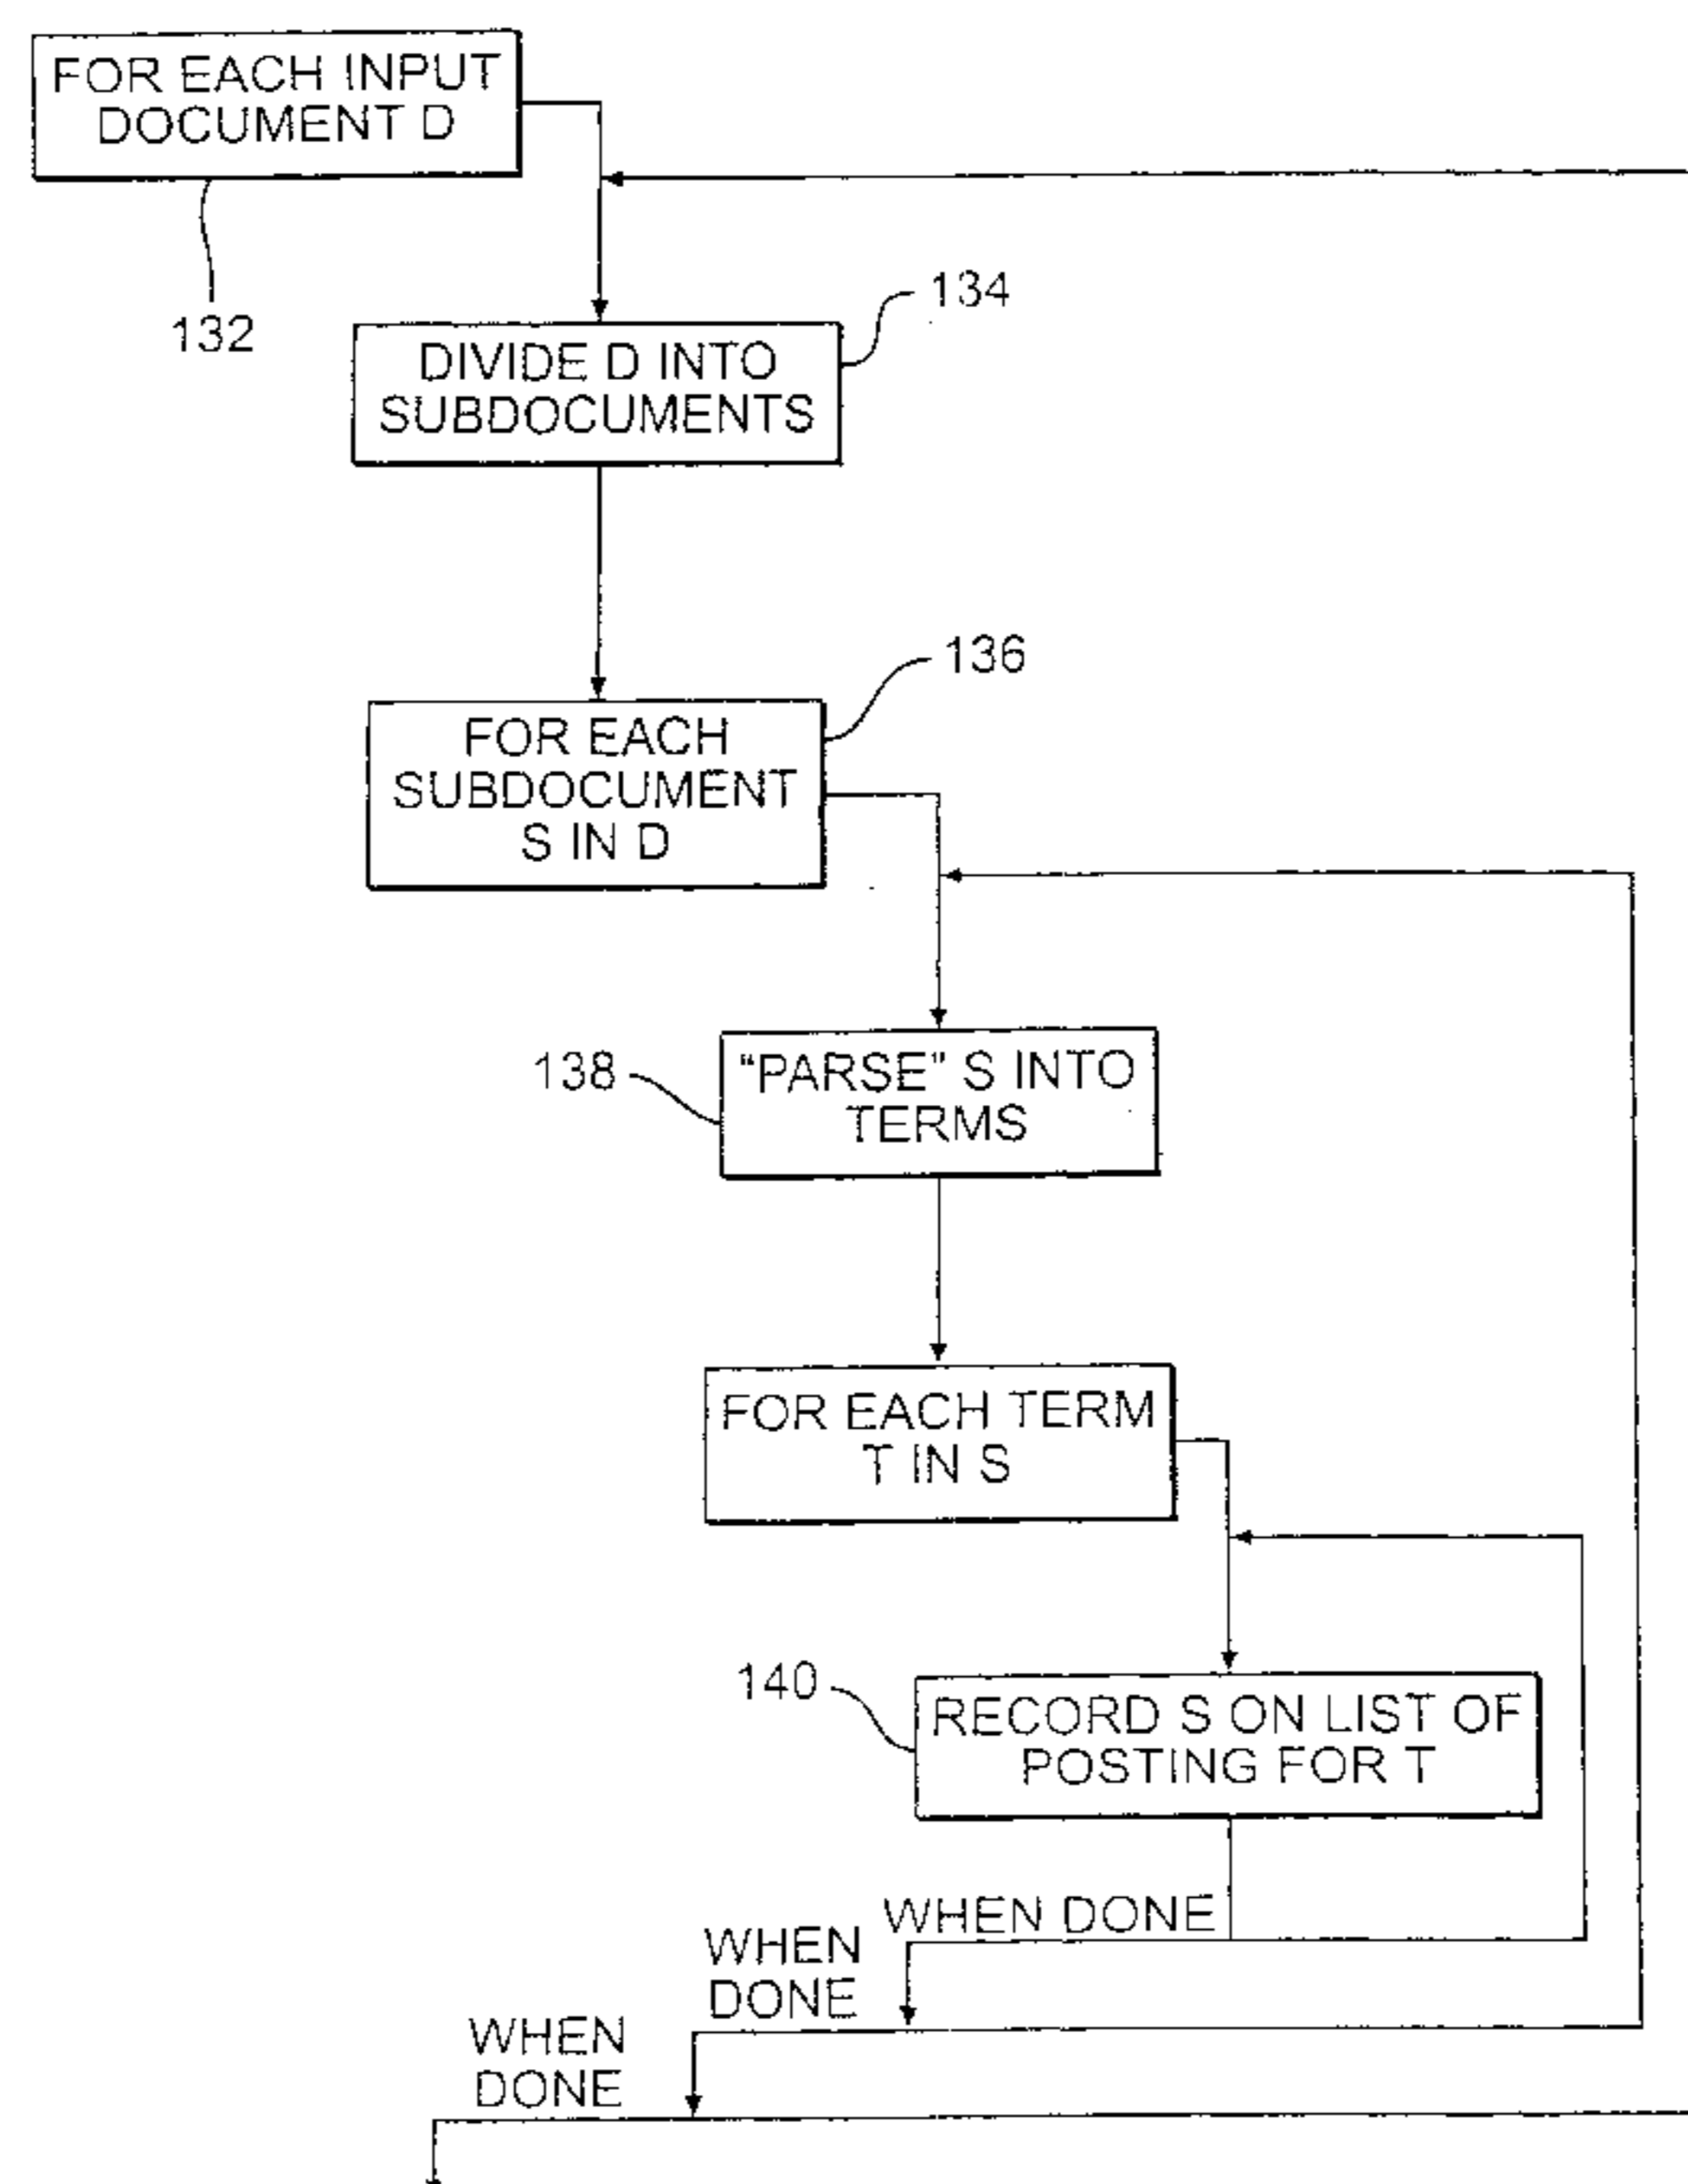 FOR EACH INPUT
DOCUMENT D
132
134
DIVIDE D INTO
SUBDOCUMENTS
136
FOR EACH
SUBDOCUMENT
S IN D
138
"PARSE" S INTO
TERMS
FOR EACH TERM
T IN S
140
RECORD S ON LIST OF
POSTING FOR T
WHEN DONE
WHEN
DONE
WHEN
DONE